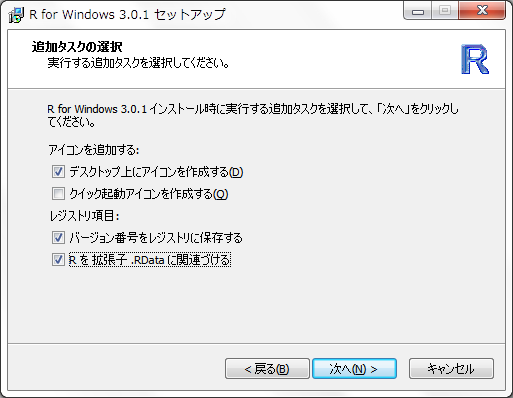 R for Windows 3.0.1 セットアップ
追加タスクの選択
実行する追加タスクを選択してください。
R
R for Windows 3.0.1 インストール時に実行する追加タスクを選択して、「次へ」をクリックし
てください。
アイコンを追加する:
デスクトップ上にアイコンを作成する(D)
クイック起動アイコンを作成する(Q)
レジストリ項目:
バージョン番号をレジストリに保存する
R を 拡張子 .RData に関連づける
< 戻る(B) 次へ(N) > キャンセル